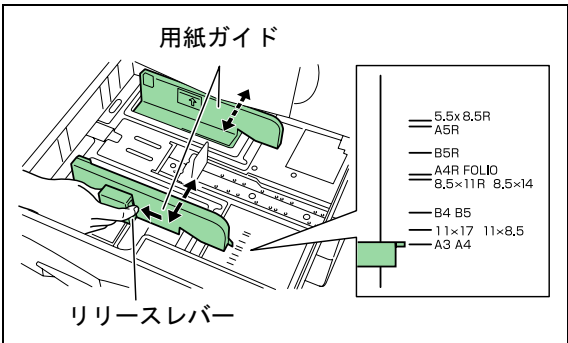 用紙ガイド
5.5x8.5R
A5R
B5R
A4R FOLIO
8.5×11R 8.5×14
B4 B5
11×17 11×8.5
A3 A4
リリースレバー